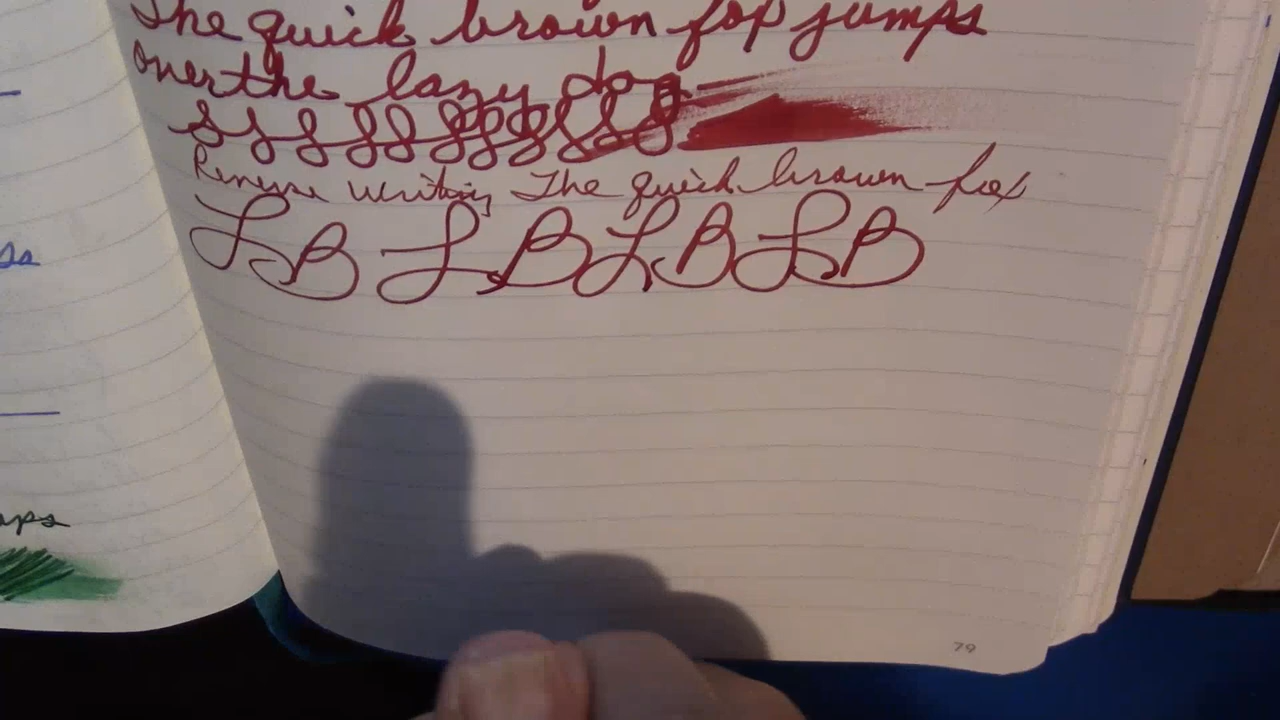 The quick brown fox jumps
over the lazy dog
Reverse writing The quick brown fox
LB LB LB LB
79